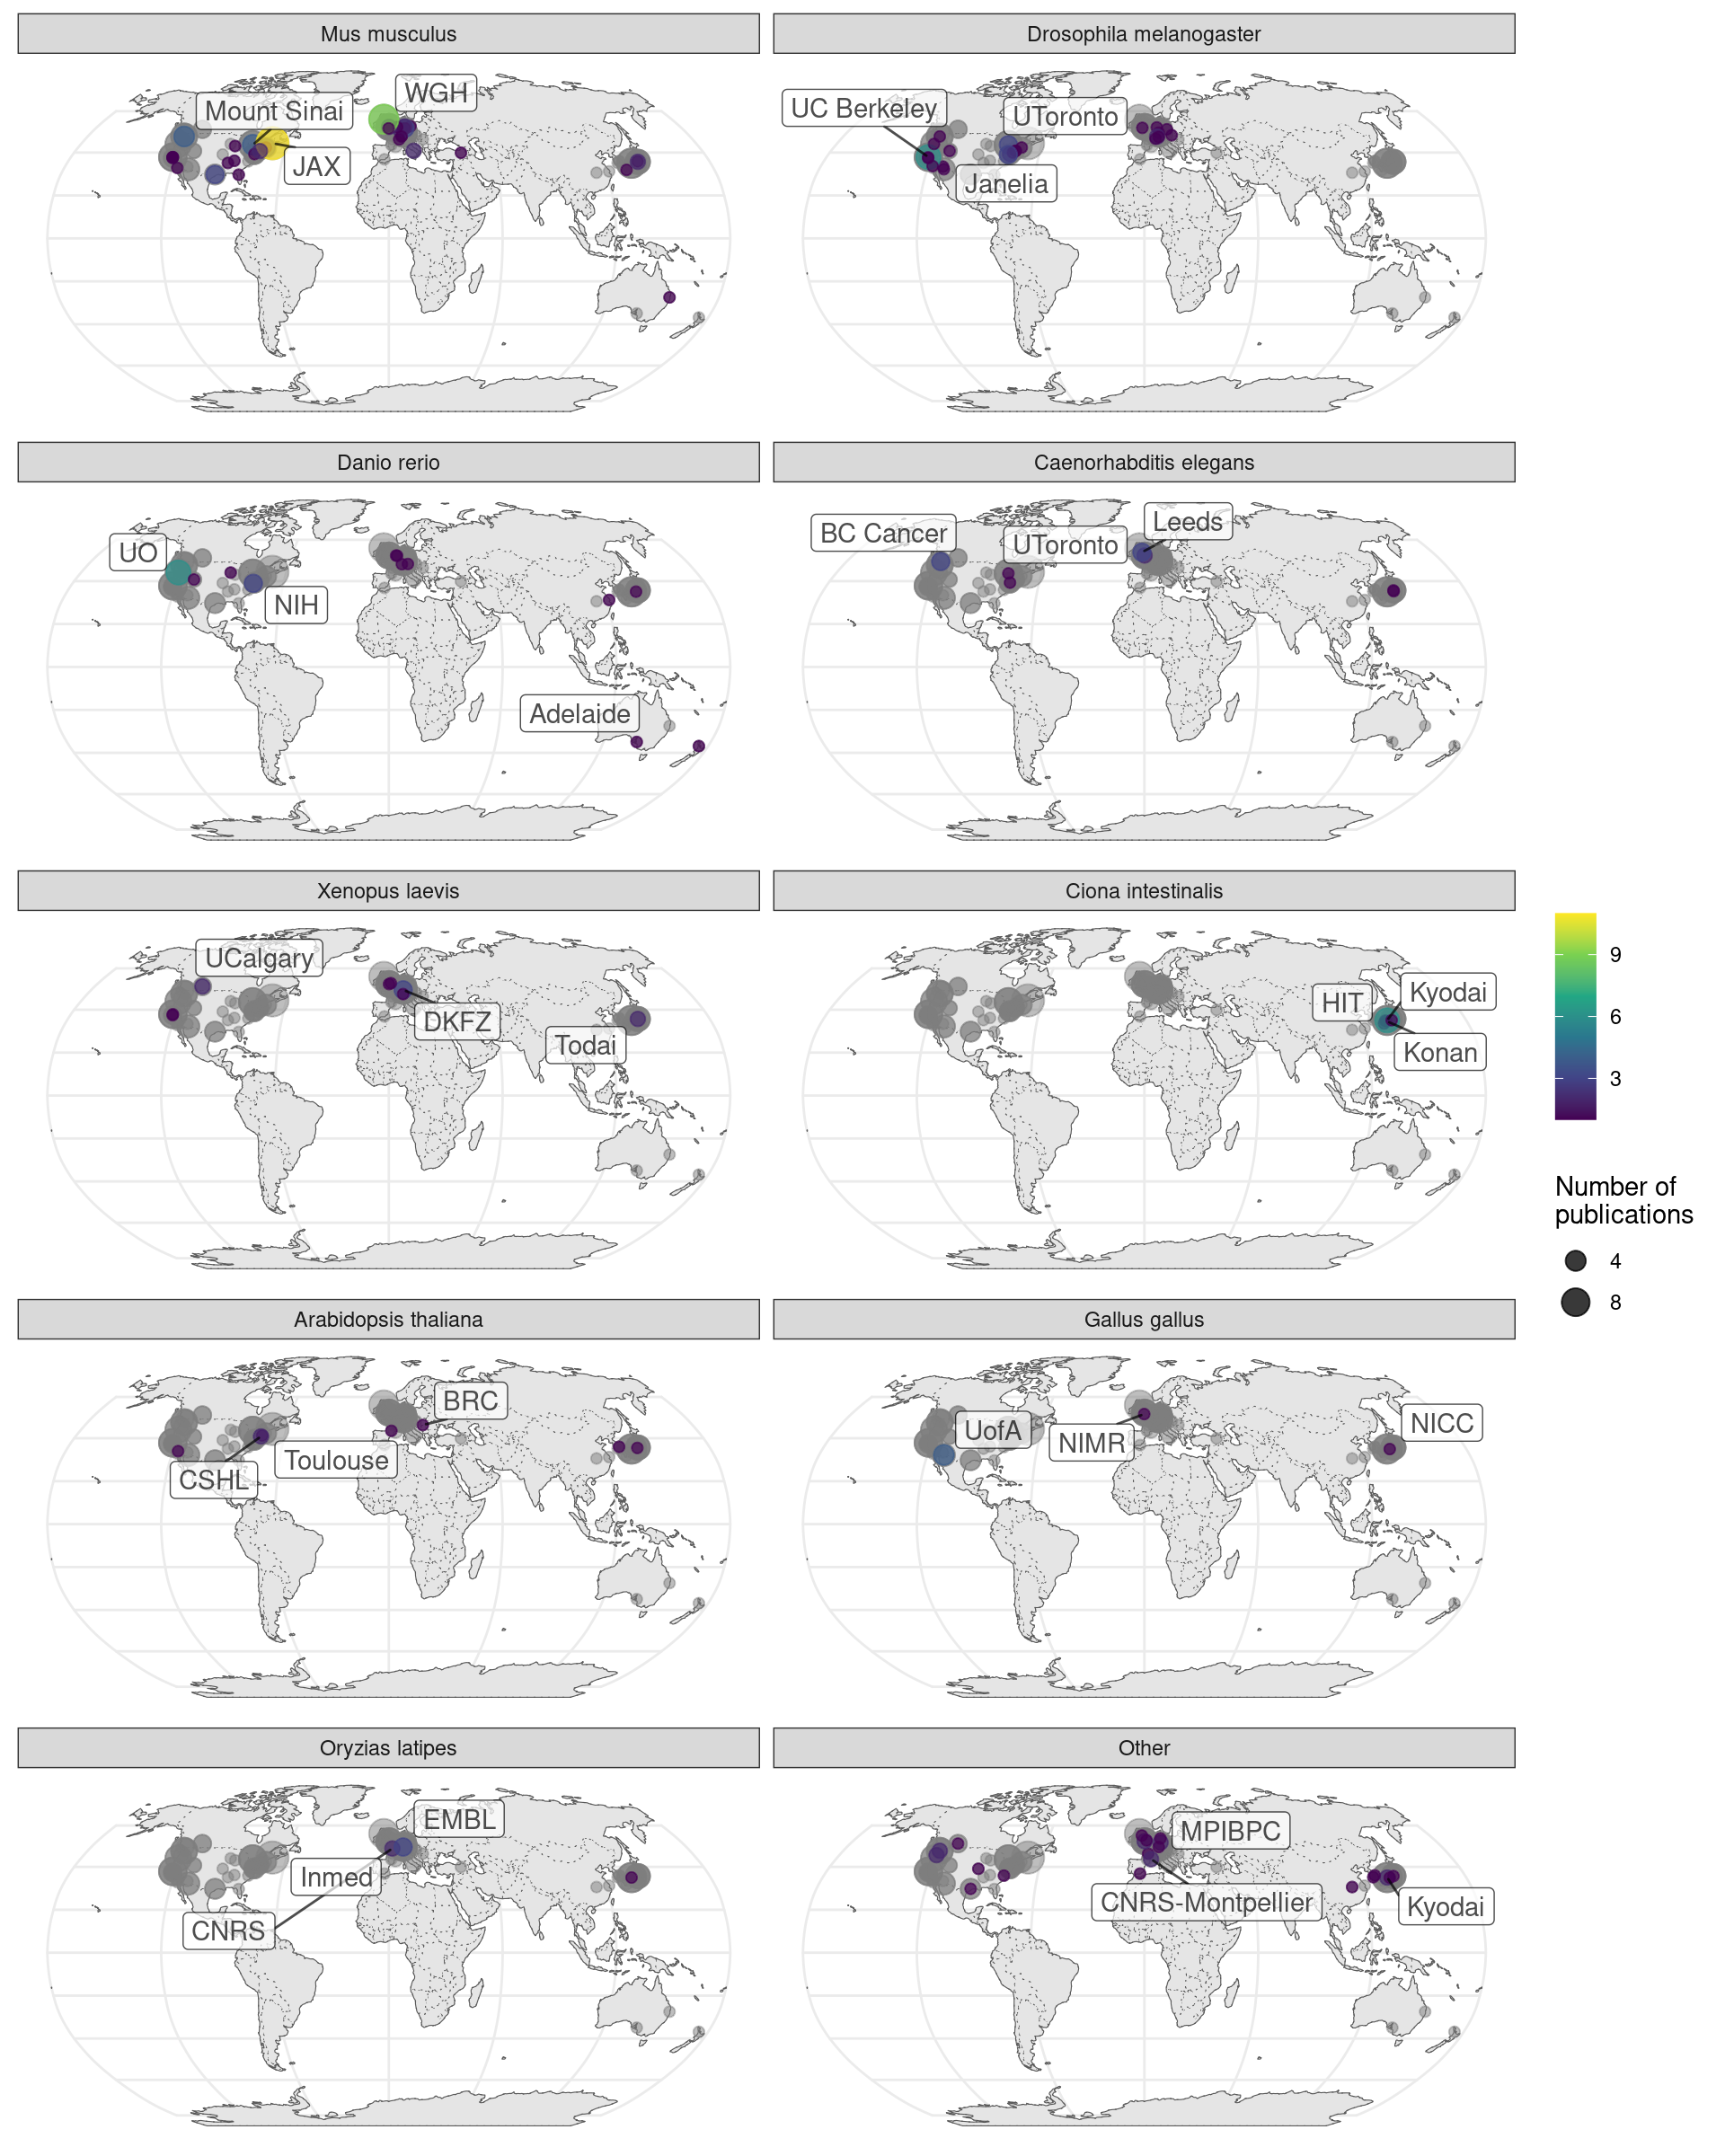 Mus musculus
Drosophila melanogaster
WGH
Mount Sinai
JAX
UC Berkeley
UToronto
Janelia
Danio rerio
Caenorhabditis elegans
UO
NIH
Adelaide
BC Cancer
UToronto
Leeds
Xenopus laevis
Ciona intestinalis
UCalgary
DKFZ
Todai
HIT
Kyodai
Konan
9
6
3
Number of
publications
4
8
Arabidopsis thaliana
Gallus gallus
BRC
Toulouse
CSHL
UofA
NIMR
NICC
Oryzias latipes
Other
EMBL
Inmed
CNRS
MPIBPC
CNRS-Montpellier
Kyodai